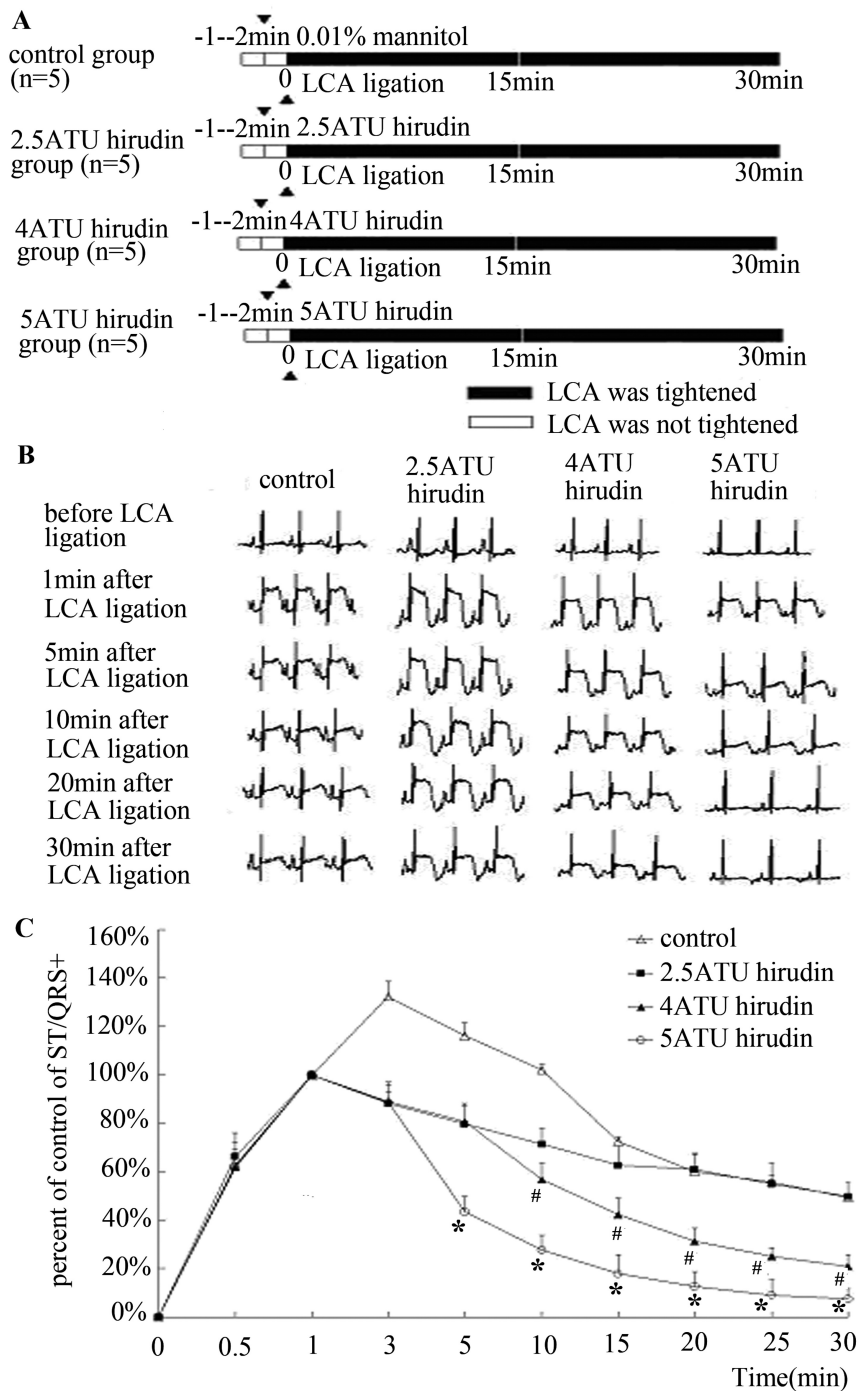 A
control group
(n=5)
-1--2min 0.01% mannitol
0 LCA ligation 15min 30min
2.5ATU hirudin
group (n=5)
-1--2min 2.5ATU hirudin
0 LCA ligation 15min 30min
4ATU hirudin
group (n=5)
-1--2min 4ATU hirudin
0 LCA ligation 15min 30min
5ATU hirudin
group (n=5)
-1--2min 5ATU hirudin
0 LCA ligation 15min 30min
LCA was tightened
LCA was not tightened
B
control
2.5ATU
hirudin
4ATU
hirudin
5ATU
hirudin
before LCA
ligation
1min after
LCA ligation
5min after
LCA ligation
10min after
LCA ligation
20min after
LCA ligation
30min after
LCA ligation
C
percent of control of ST/QRS+
160%
140%
120%
100%
80%
60%
40%
20%
0%
control
2.5ATU hirudin
4ATU hirudin
5ATU hirudin
# # # # #
* * * * * *
0 0.5 1 3 5 10 15 20 25 30
Time(min)